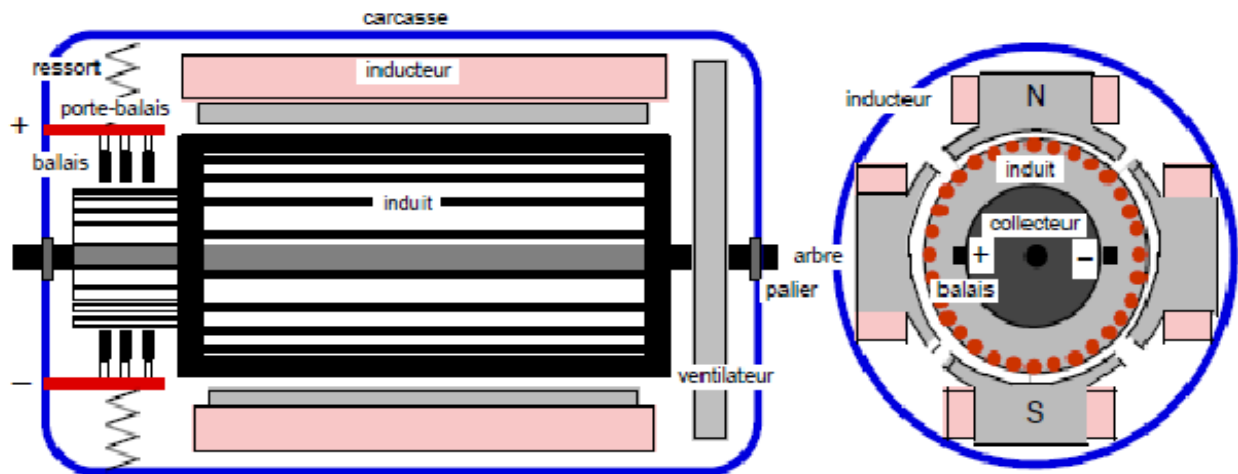 carcasse
ressort
inducteur
porte-balais
+
balais
induit
–
arbre
palier
ventilateur
inducteur
N
induit
collecteur
+ –
balais
S